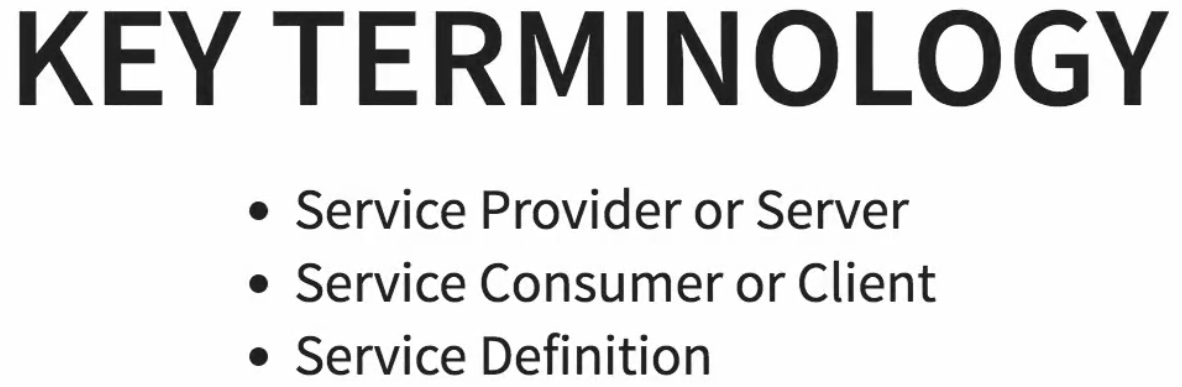 KEY TERMINOLOGY
• Service Provider or Server
• Service Consumer or Client
• Service Definition